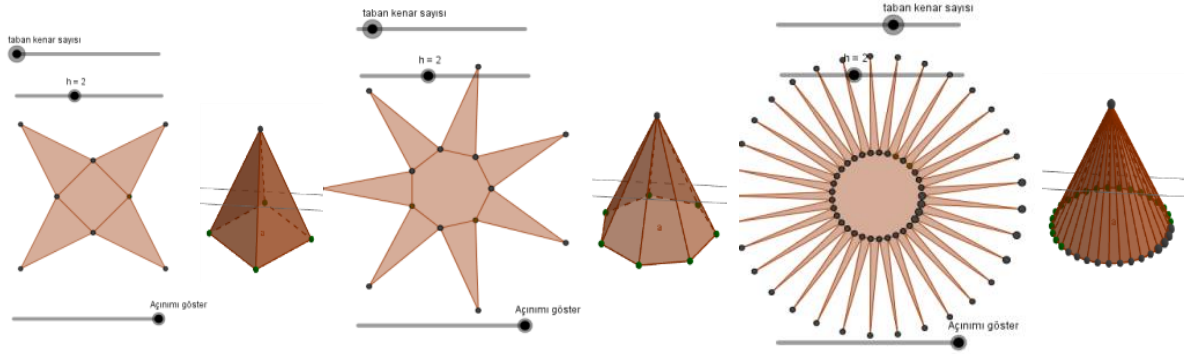 taban kenar sayısı
h = 2
a
Açınımı göster
taban kenar sayısı
h = 2
a
Açınımı göster
taban kenar sayısı
h = 2
a
Açınımı göster